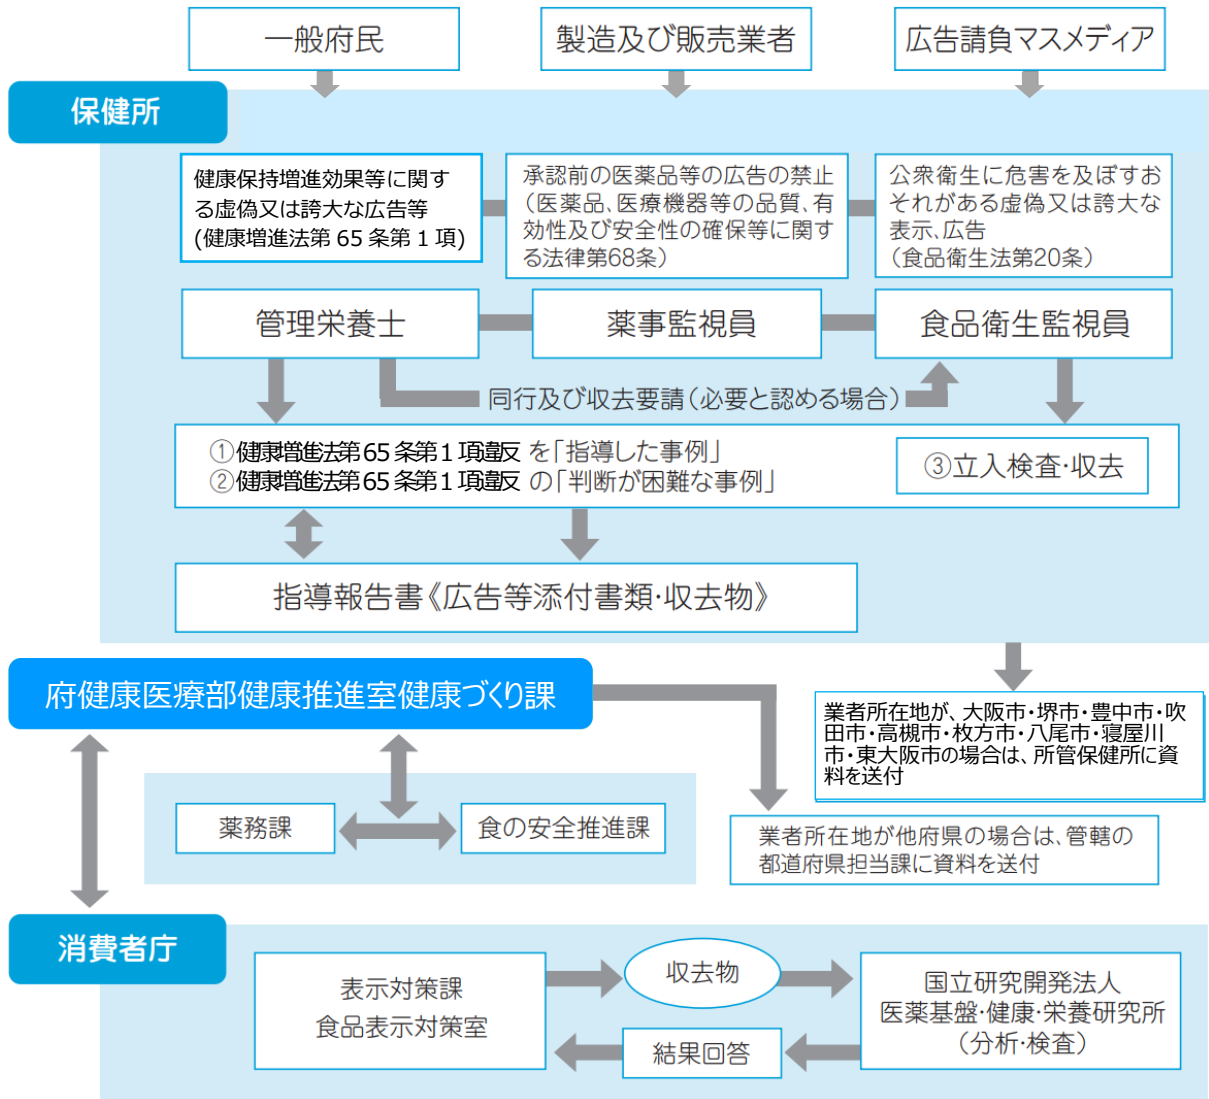 一般府民
製造及び販売業者
広告請負マスメディア
保健所
健康保持増進効果等に関す
る虚偽又は誇大な広告等
(健康増進法第 65 条第 1 項)
承認前の医薬品等の広告の禁止
（医薬品、医療機器等の品質、有
効性及び安全性の確保等に関す
る法律第68条）
公衆衛生に危害を及ぼすお
それがある虚偽又は誇大な
表示、広告
（食品衛生法第20条）
管理栄養士
薬事監視員
食品衛生監視員
同行及び収去要請（必要と認める場合）
①健康増進法第 65 条第 1 項違反 を「指導した事例」
②健康増進法第 65 条第 1 項違反 の「判断が困難な事例」
③立入検査・収去
指導報告書《広告等添付書類・収去物》
府健康医療部健康推進室健康づくり課
業者所在地が、大阪市・堺市・豊中市・吹
田市・高槻市・枚方市・八尾市・寝屋川
市・東大阪市の場合は、所管保健所に資
料を送付
薬務課
食の安全推進課
業者所在地が他府県の場合は、管轄の
都道府県担当課に資料を送付
消費者庁
表示対策課
食品表示対策室
収去物
国立研究開発法人
医薬基盤・健康・栄養研究所
（分析・検査）
結果回答